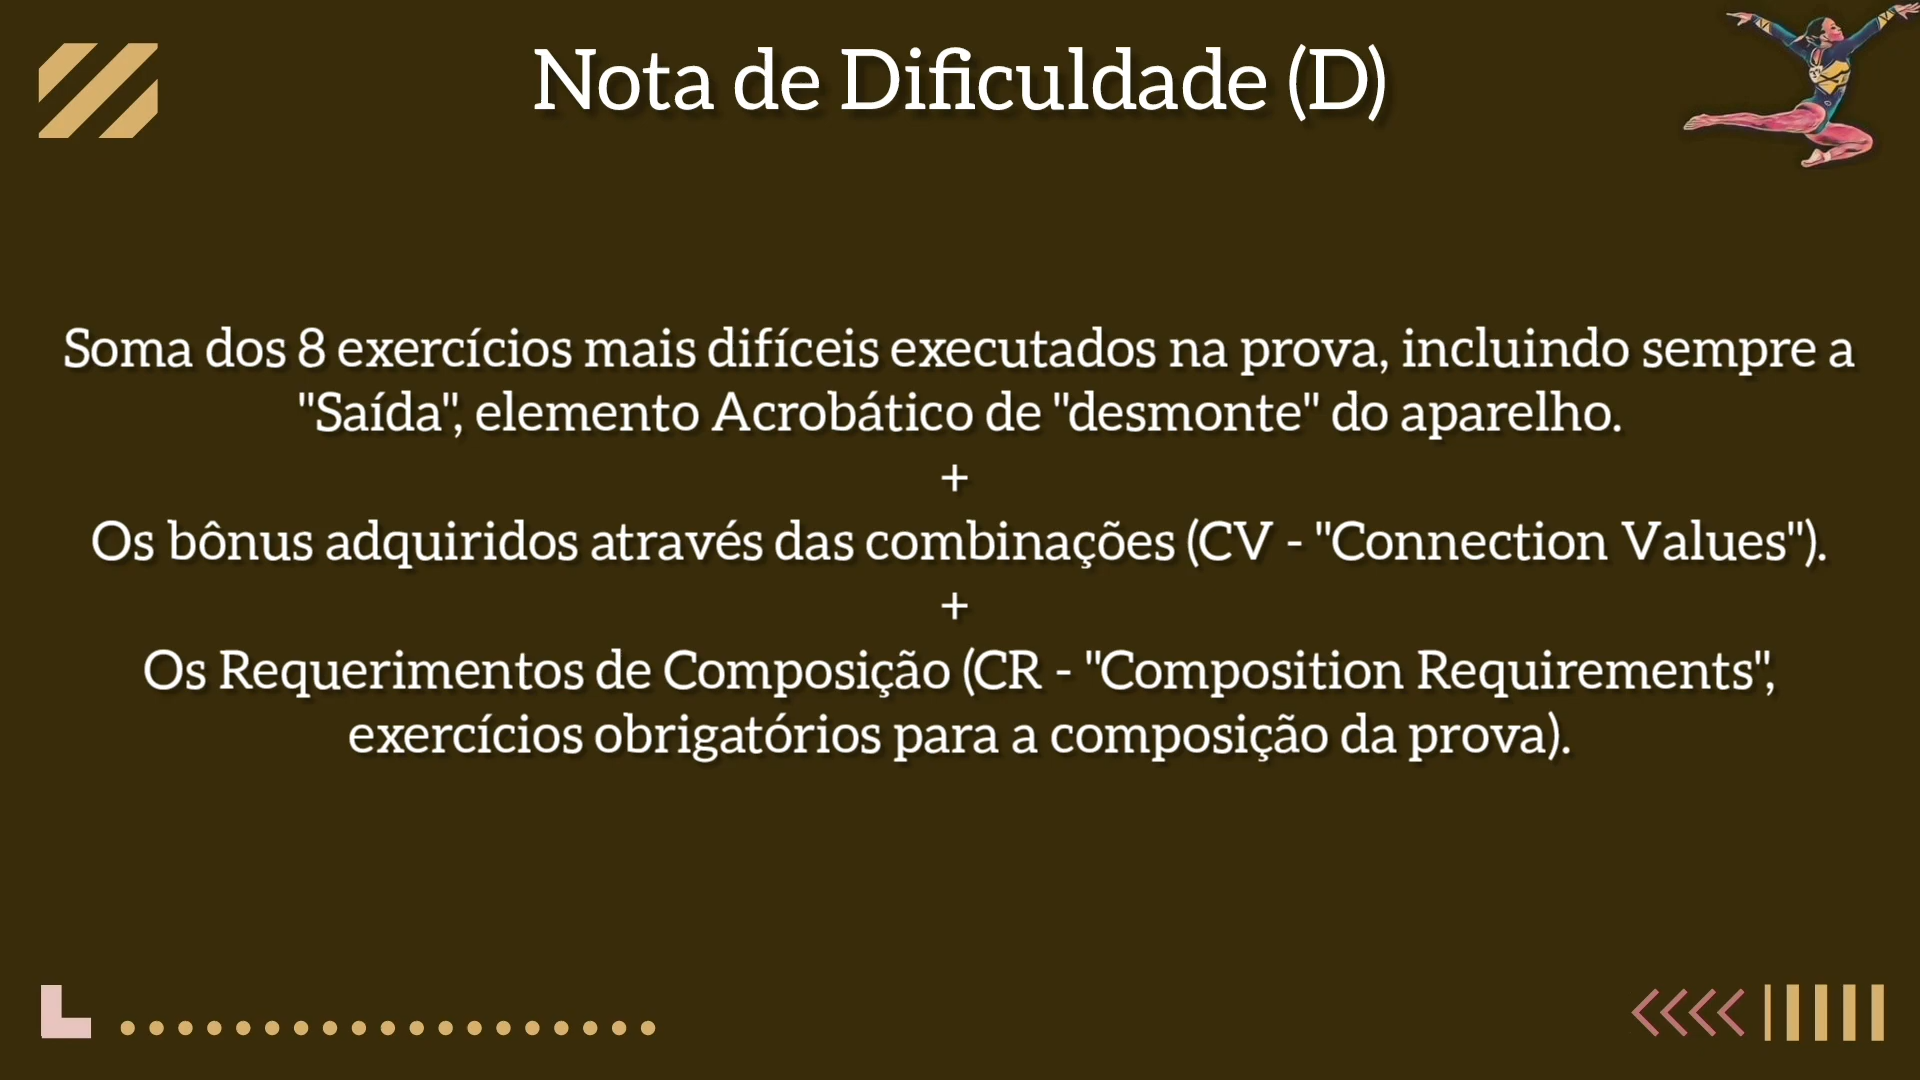 Nota de Dificuldade (D)
Soma dos 8 exercícios mais difíceis executados na prova, incluindo sempre a
"Saída", elemento Acrobático de "desmonte" do aparelho.
+
Os bônus adquiridos através das combinações (CV - "Connection Values").
+
Os Requerimentos de Composição (CR - "Composition Requirements",
exercícios obrigatórios para a composição da prova).